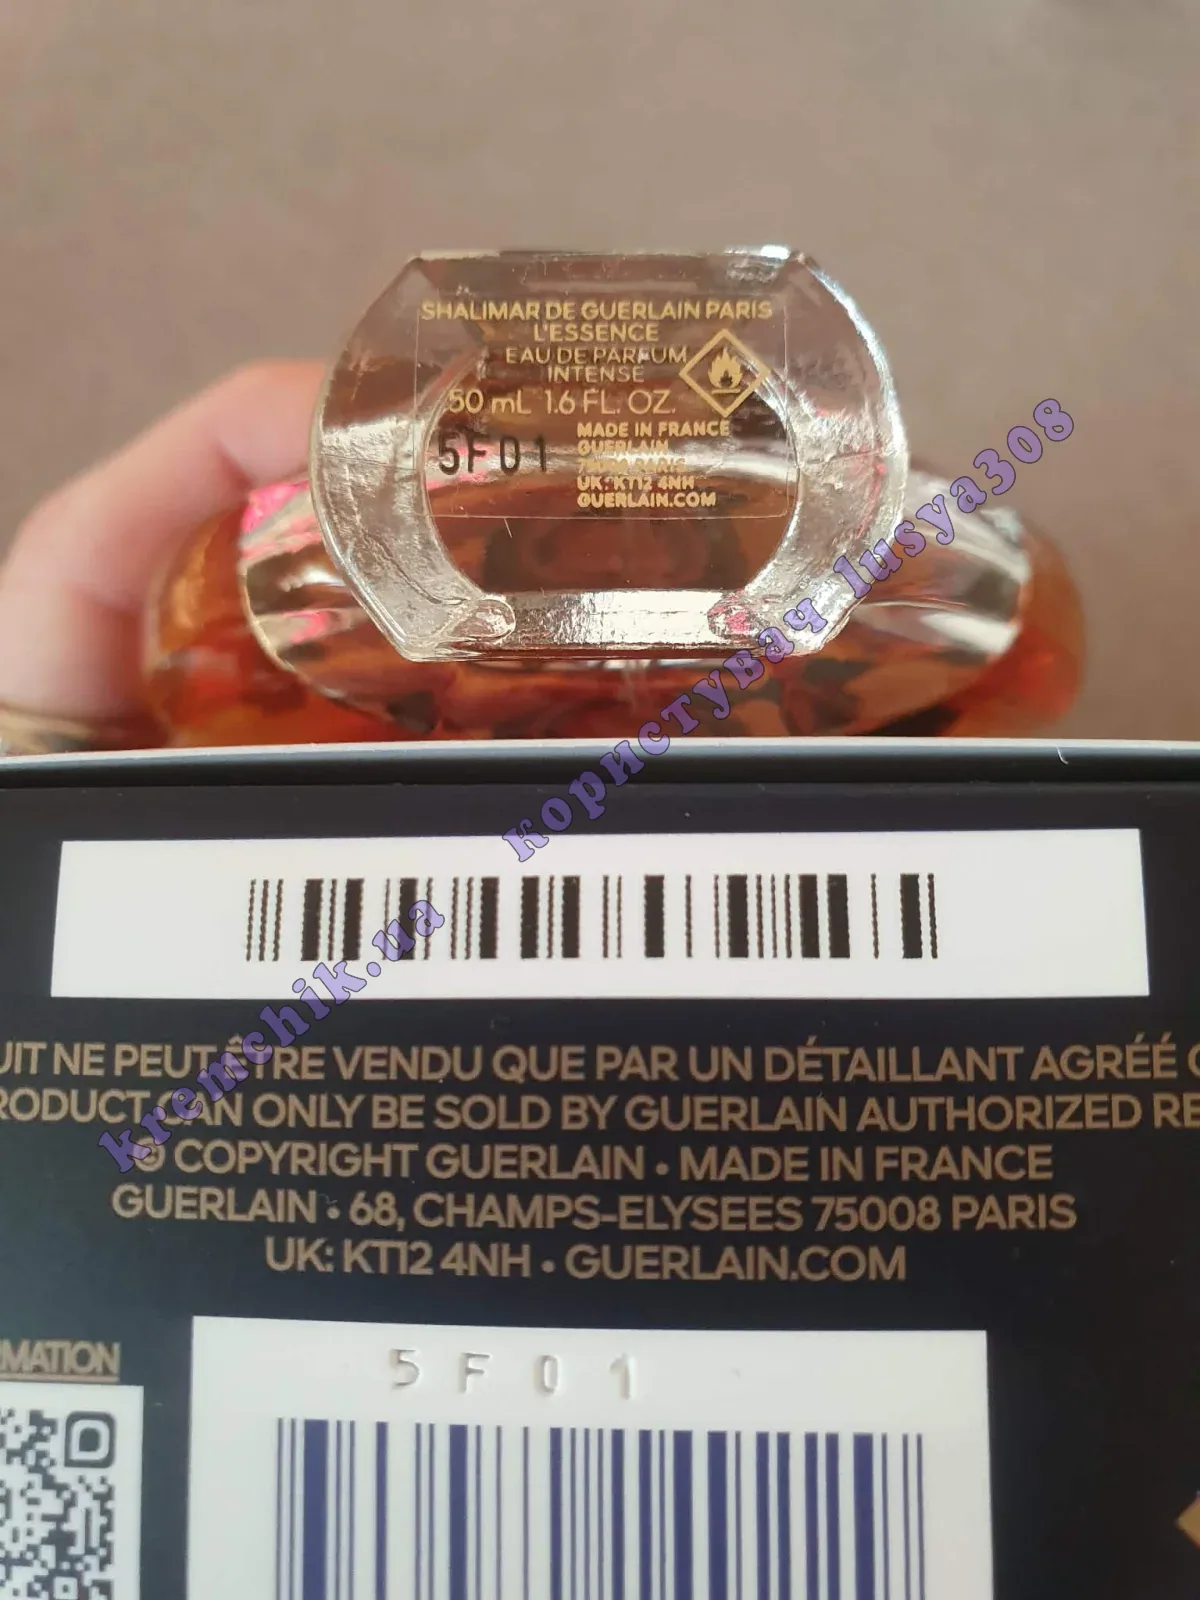 SHALIMAR DE GUERLAIN PARIS
L'ESSENCE
EAU DE PARFUM
INTENSE
50 mL 1.6 FL. OZ.
5F01
MADE IN FRANCE
GUERLAIN
75008 PARIS
UK: KT12 4NH
GUERLAIN.COM
kremchik.ua користувач lusya308
UIT NE PEUT ÊTRE VENDU QUE PAR UN DÉTAILLANT AGRÉÉ
RODUCT CAN ONLY BE SOLD BY GUERLAIN AUTHORIZED RE
© COPYRIGHT GUERLAIN • MADE IN FRANCE
GUERLAIN • 68, CHAMPS-ELYSEES 75008 PARIS
UK: KT12 4NH • GUERLAIN.COM
MATION
5F01